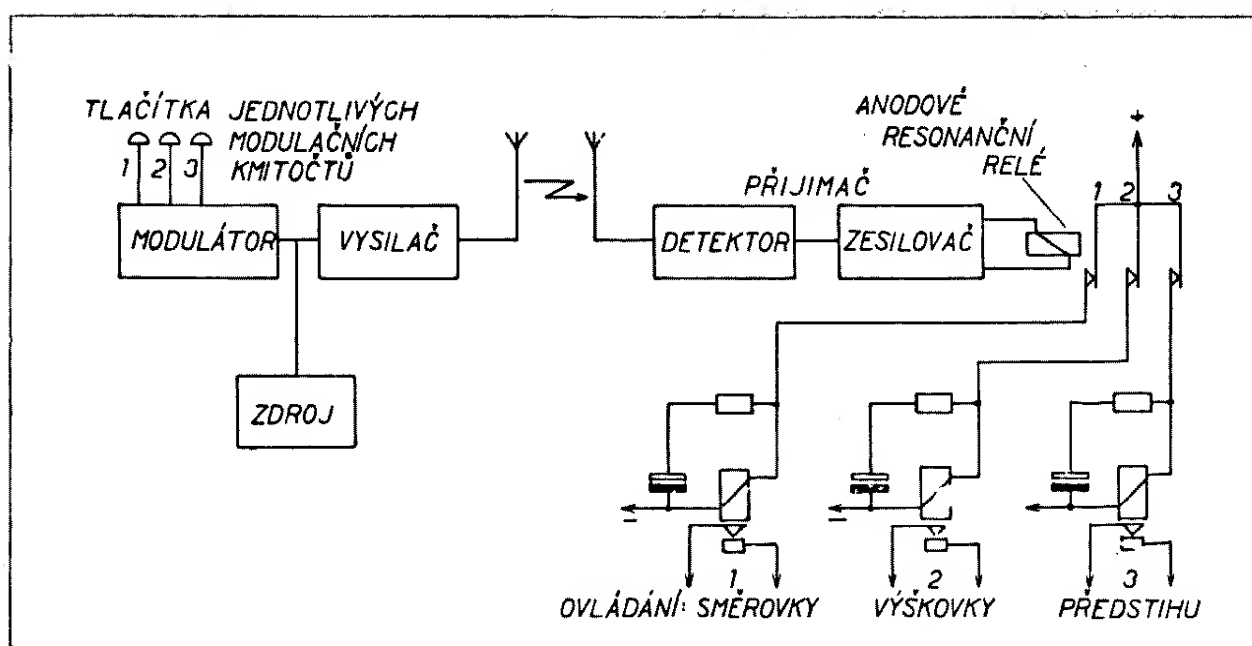 TLAČÍTKA JEDNOTLIVÝCH
MODULAČNÍCH
KMITOČTŮ
1 2 3
MODULÁTOR
VYSILAČ
ZDROJ
PŘIJIMAČ
DETEKTOR
ZESILOVAČ
ANODOVÉ
RESONANČNÍ
RELÉ
+
1 2 3
– –
1 2 3
OVLÁDÁNÍ: SMĚROVKY VÝŠKOVKY PŘEDSTIHU